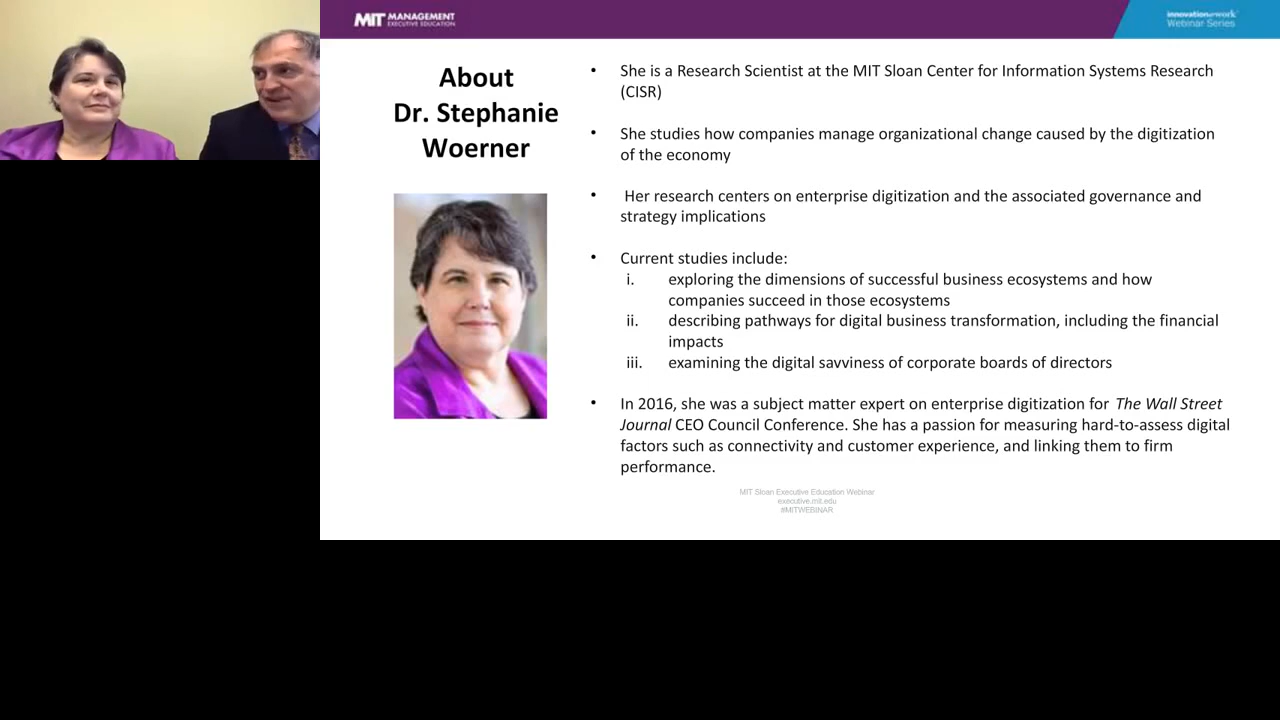 MIT MANAGEMENT
EXECUTIVE EDUCATION
innovation@work
Webinar Series
About
Dr. Stephanie
Woerner
• She is a Research Scientist at the MIT Sloan Center for Information Systems Research
(CISR)
• She studies how companies manage organizational change caused by the digitization
of the economy
• Her research centers on enterprise digitization and the associated governance and
strategy implications
• Current studies include:
i. exploring the dimensions of successful business ecosystems and how
companies succeed in those ecosystems
ii. describing pathways for digital business transformation, including the financial
impacts
iii. examining the digital savviness of corporate boards of directors
• In 2016, she was a subject matter expert on enterprise digitization for The Wall Street
Journal CEO Council Conference. She has a passion for measuring hard-to-assess digital
factors such as connectivity and customer experience, and linking them to firm
performance.
MIT Sloan Executive Education Webinar
executive.mit.edu
#MITWEBINAR